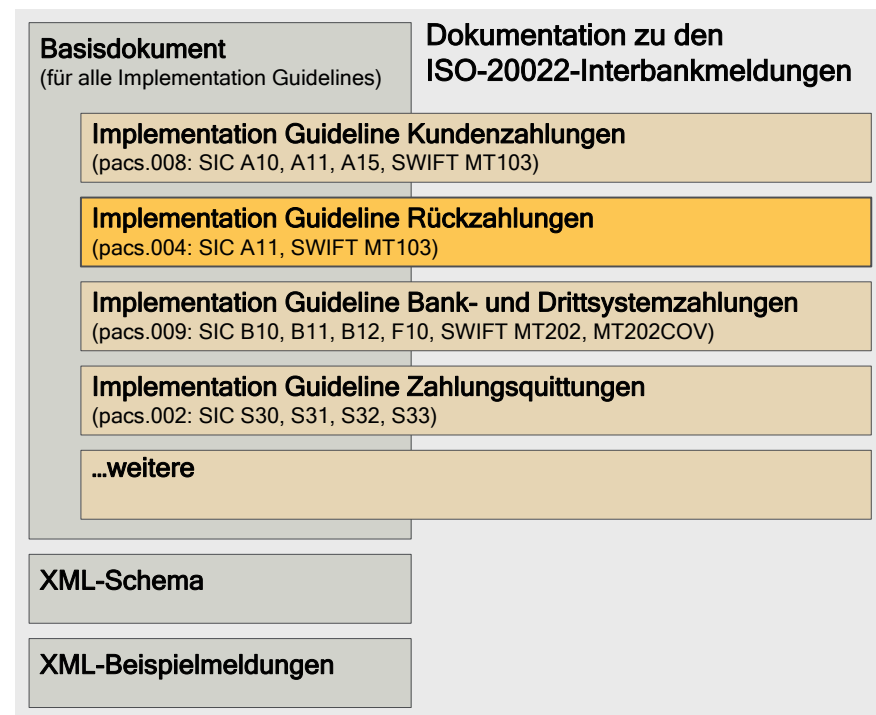 Basisdokument
(für alle Implementation Guidelines)
Dokumentation zu den
ISO-20022-Interbankmeldungen
Implementation Guideline Kundenzahlungen
(pacs.008: SIC A10, A11, A15, SWIFT MT103)
Implementation Guideline Rückzahlungen
(pacs.004: SIC A11, SWIFT MT103)
Implementation Guideline Bank- und Drittsystemzahlungen
(pacs.009: SIC B10, B11, B12, F10, SWIFT MT202, MT202COV)
Implementation Guideline Zahlungsquittungen
(pacs.002: SIC S30, S31, S32, S33)
...weitere
XML-Schema
XML-Beispielmeldungen